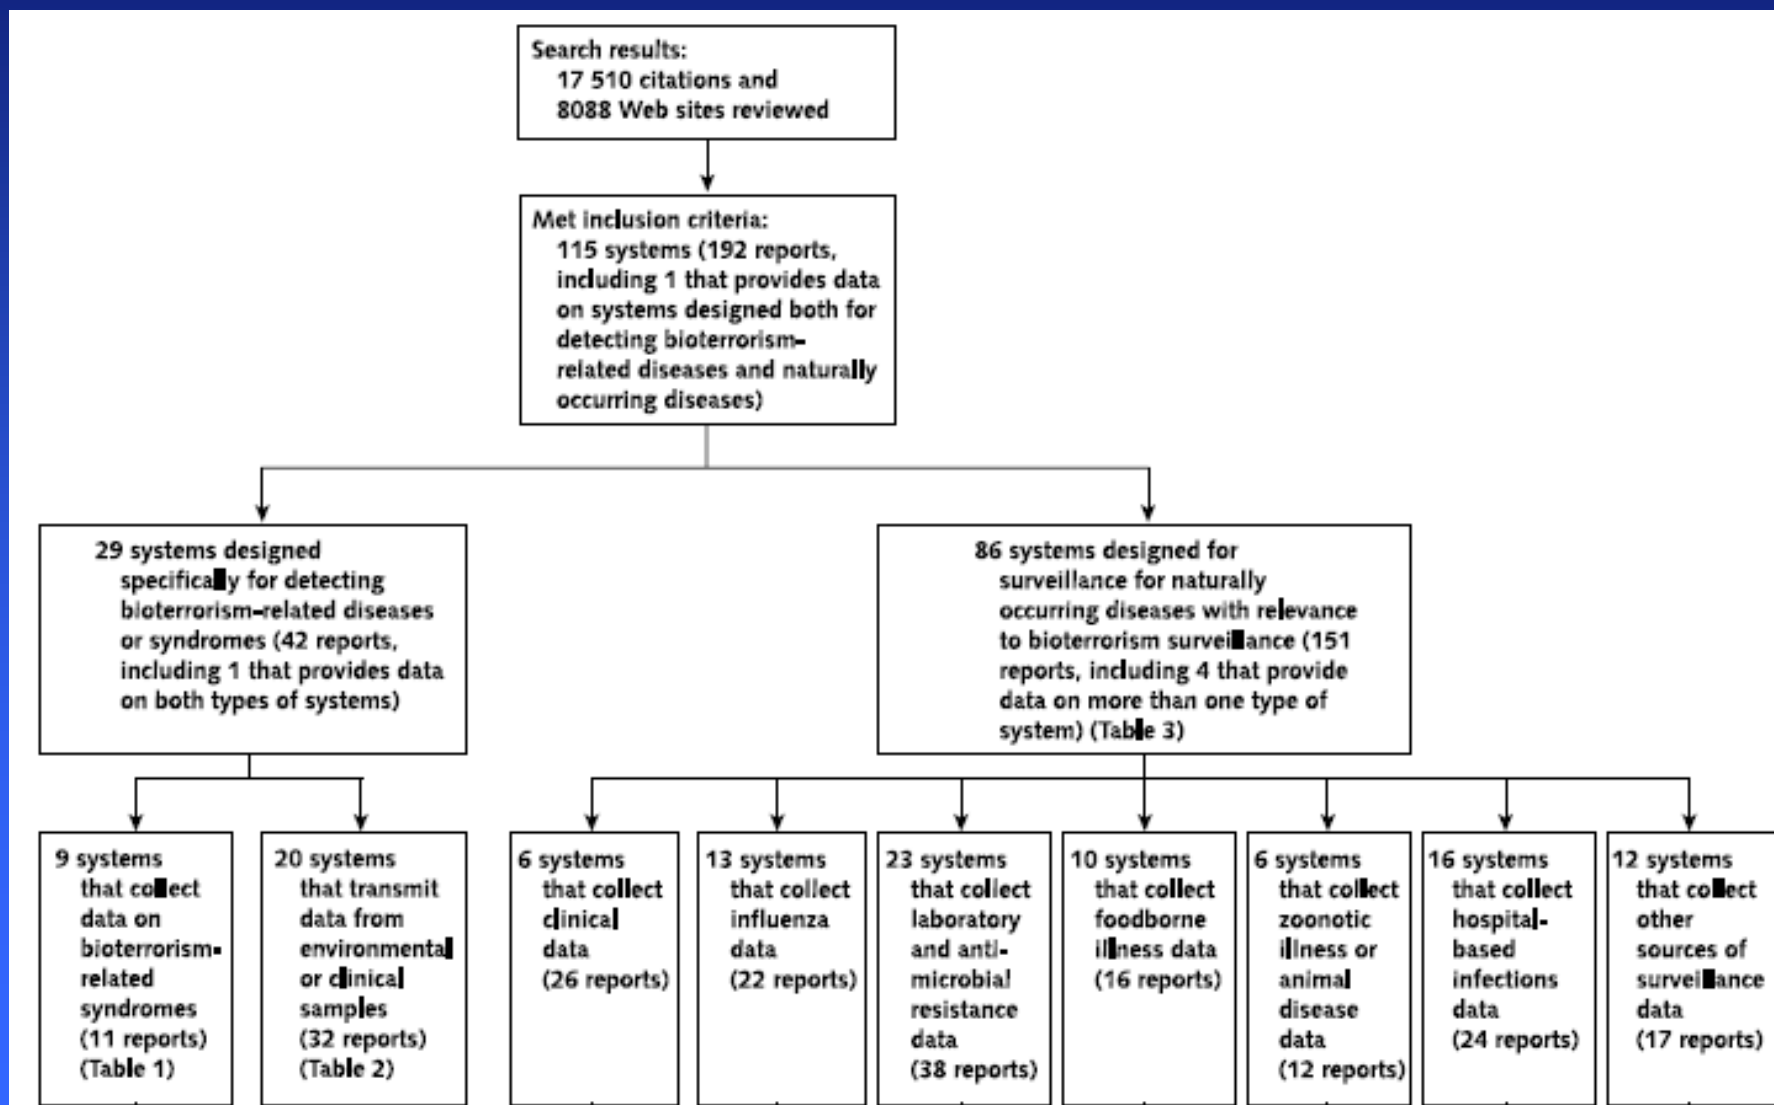 Search results:
17 510 citations and
8088 Web sites reviewed
Met inclusion criteria:
115 systems (192 reports,
including 1 that provides data
on systems designed both for
detecting bioterrorism-
related diseases and naturally
occurring diseases)
29 systems designed
specifically for detecting
bioterrorism-related diseases
or syndromes (42 reports,
including 1 that provides data
on both types of systems)
86 systems designed for
surveillance for naturally
occurring diseases with relevance
to bioterrorism surveillance (151
reports, including 4 that provide
data on more than one type of
system) (Table 3)
9 systems
that collect
data on
bioterrorism-
related
syndromes
(11 reports)
(Table 1)
20 systems
that transmit
data from
environmental
or clinical
samples
(32 reports)
(Table 2)
6 systems
that collect
clinical
data
(26 reports)
13 systems
that collect
influenza
data
(22 reports)
23 systems
that collect
laboratory
and anti-
microbial
resistance
data
(38 reports)
10 systems
that collect
foodborne
illness data
(16 reports)
6 systems
that collect
zoonotic
illness or
animal
disease
data
(12 reports)
16 systems
that collect
hospital-
based
infections
data
(24 reports)
12 systems
that collect
other
sources of
surveillance
data
(17 reports)